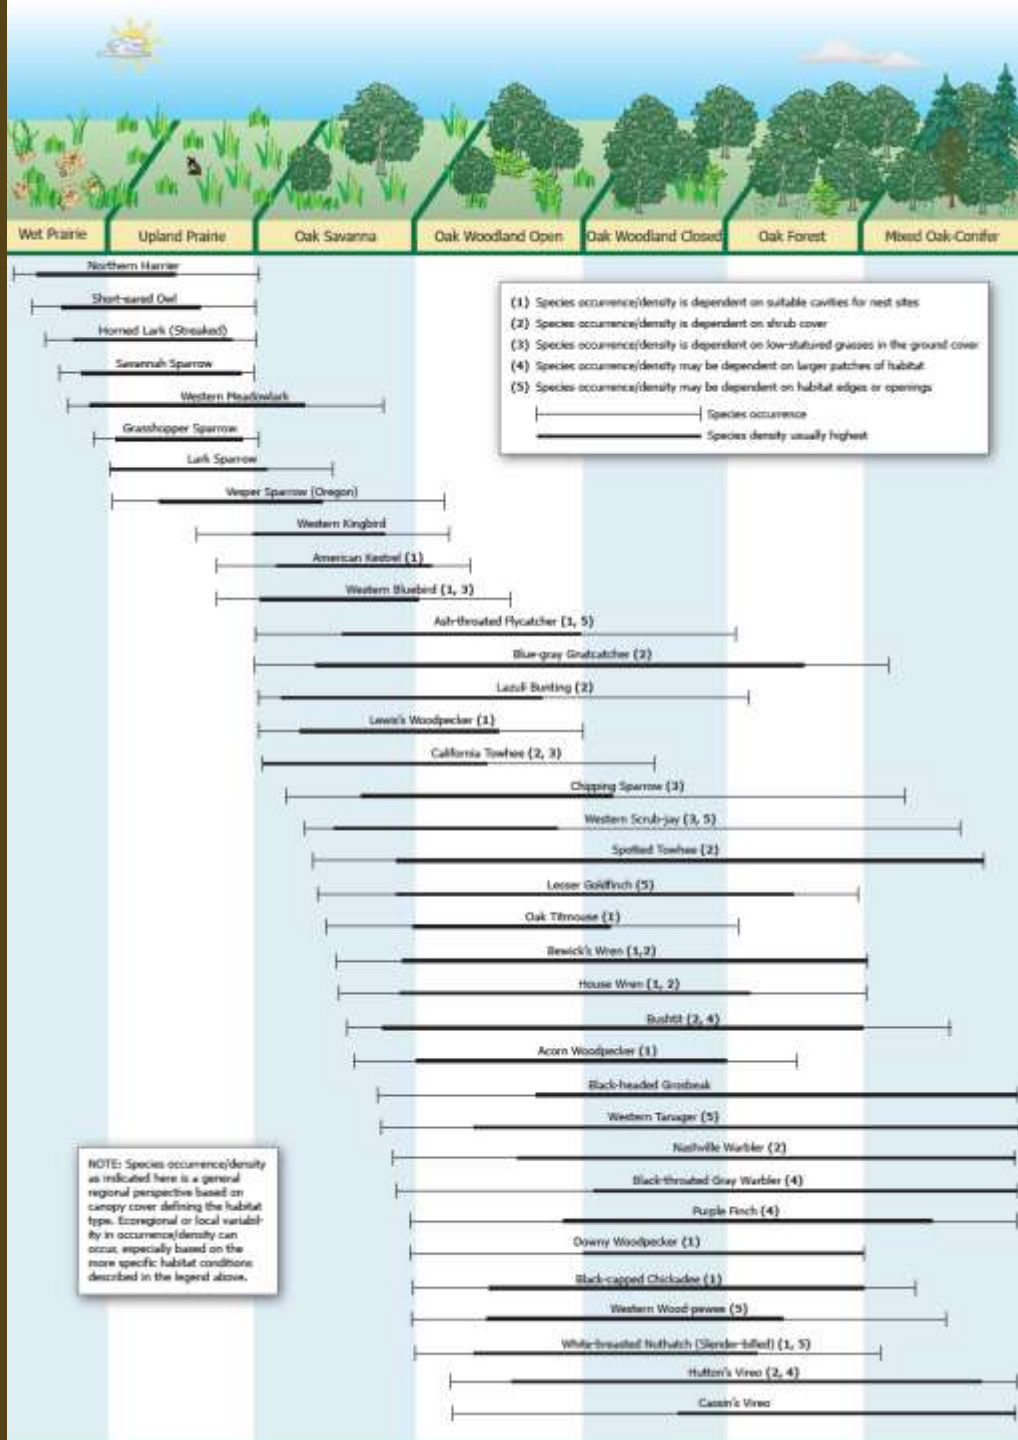 Wet Prairie
Upland Prairie
Oak Savanna
Oak Woodland Open
Oak Woodland Closed
Oak Forest
Mixed Oak-Conifer
Northern Harrier
Short-eared Owl
Horned Lark (Streaked)
Savannah Sparrow
Western Meadowlark
Grasshopper Sparrow
Lark Sparrow
Vesper Sparrow (Oregon)
Western Kingbird
American Kestrel (1)
Western Bluebird (1, 3)
(1) Species occurrence/density is dependent on suitable cavities for nest sites
(2) Species occurrence/density is dependent on shrub cover
(3) Species occurrence/density is dependent on low-statured grasses in the ground cover
(4) Species occurrence/density may be dependent on larger patches of habitat
(5) Species occurrence/density may be dependent on habitat edges or openings
Species occurrence
Species density usually highest
Ash-throated Flycatcher (1, 5)
Blue-gray Gnatcatcher (2)
Lazuli Bunting (2)
Lewis's Woodpecker (1)
California Towhee (2, 3)
Chipping Sparrow (3)
Western Scrub-jay (3, 5)
Spotted Towhee (2)
Lesser Goldfinch (5)
Oak Titmouse (1)
Bewick's Wren (1,2)
House Wren (1, 2)
Bushtit (2, 4)
Acorn Woodpecker (1)
Black-headed Grosbeak
Western Tanager (5)
Nashville Warbler (2)
Black-throated Gray Warbler (4)
Purple Finch (4)
Downy Woodpecker (1)
Black-capped Chickadee (1)
Western Wood-pewee (5)
White-breasted Nuthatch (Slender-billed) (1, 5)
Hutton's Vireo (2, 4)
Cassin's Vireo
NOTE: Species occurrence/density
as indicated here is a general
regional perspective based on
canopy cover defining the habitat
type. Ecoregional or local variabil-
ity in occurrence/density can
occur, especially based on the
more specific habitat conditions
described in the legend above.